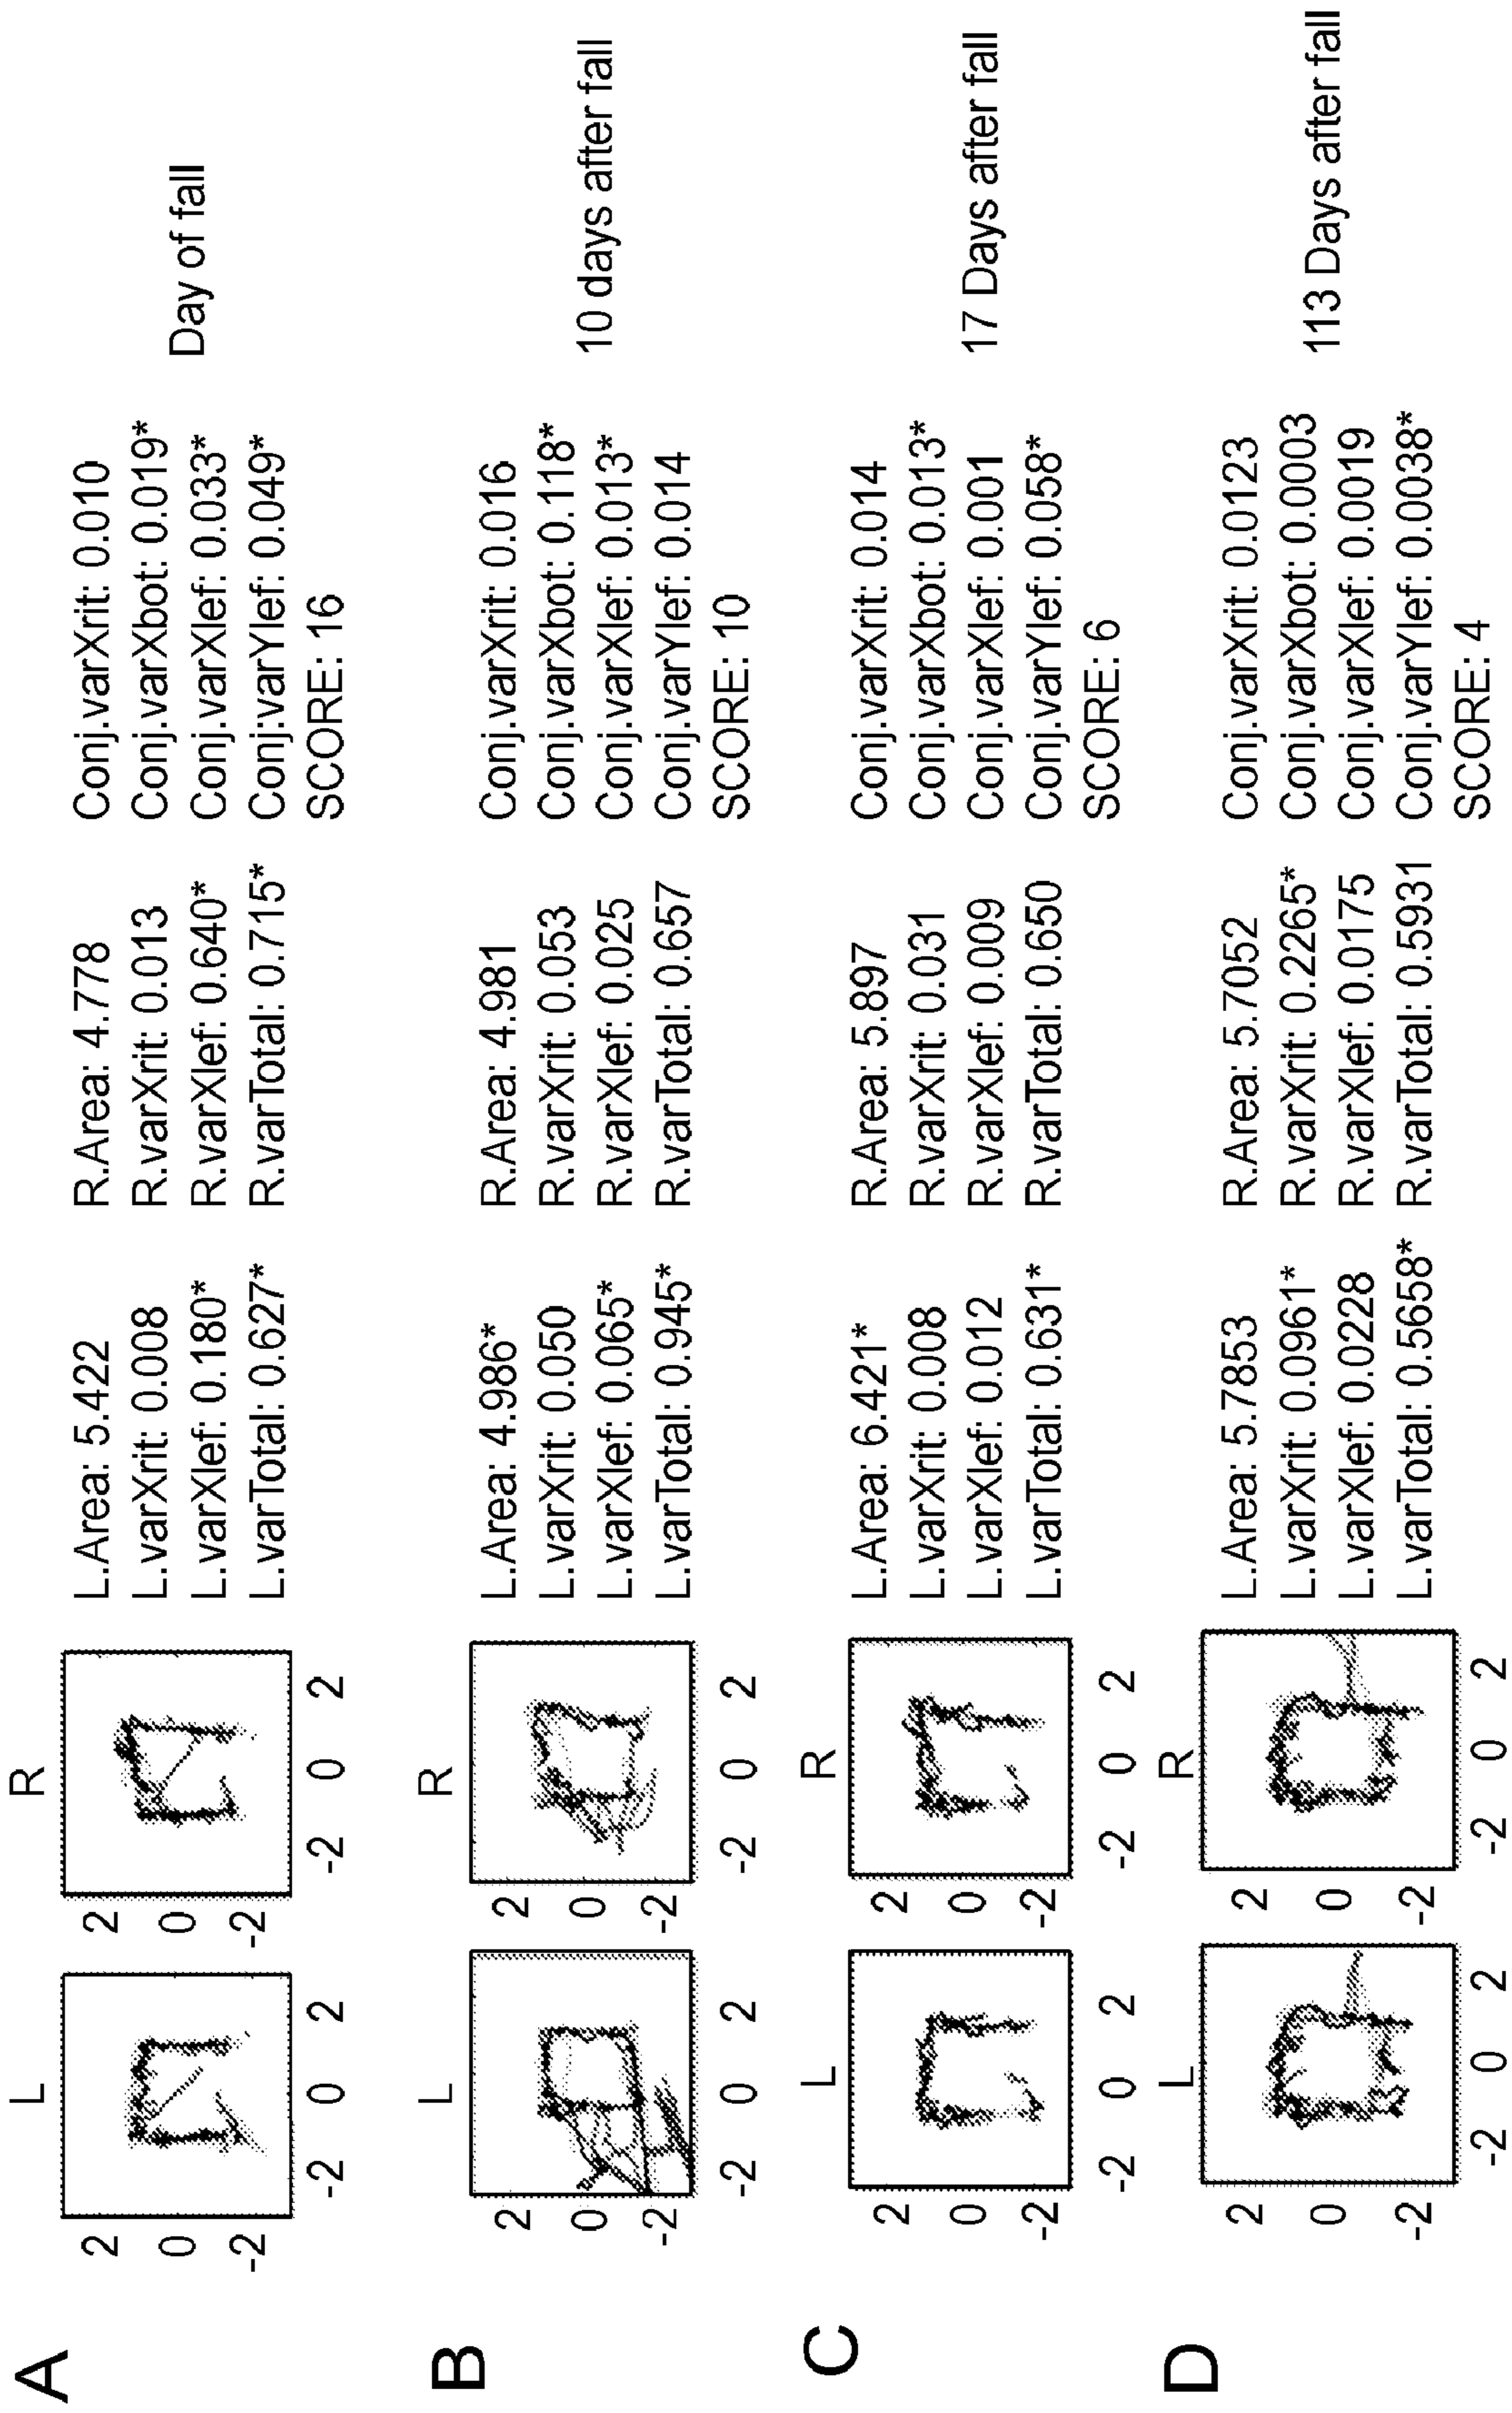 A
L
R
2
0
-2
2
0
-2
-2
0
2
-2
0
2
L.Area: 5.422
L.varXrit: 0.008
L.varXlef: 0.180*
L.varTotal: 0.627*
R.Area: 4.778
R.varXrit: 0.013
R.varXlef: 0.640*
R.varTotal: 0.715*
Conj.varXrit: 0.010
Conj.varXbot: 0.019*
Conj.varXlef: 0.033*
Conj:varYlef: 0.049*
SCORE: 16
Day of fall
B
L
R
2
0
-2
2
0
-2
-2
0
2
-2
0
2
L.Area: 4.986*
L.varXrit: 0.050
L.varXlef: 0.065*
L.varTotal: 0.945*
R.Area: 4.981
R.varXrit: 0.053
R.varXlef: 0.025
R.varTotal: 0.657
Conj.varXrit: 0.016
Conj.varXbot: 0.118*
Conj.varXlef: 0.013*
Conj.varYlef: 0.014
SCORE: 10
10 days after fall
C
L
R
2
0
-2
2
0
-2
-2
0
2
-2
0
2
L.Area: 6.421*
L.varXrit: 0.008
L.varXlef: 0.012
L.varTotal: 0.631*
R.Area: 5.897
R.varXrit: 0.031
R.varXlef: 0.009
R.varTotal: 0.650
Conj.varXrit: 0.014
Conj.varXbot: 0.013*
Conj.varXlef: 0.001
Conj.varYlef: 0.058*
SCORE: 6
17 Days after fall
D
L
R
2
0
-2
2
0
-2
-2
0
2
-2
0
2
L.Area: 5.7853
L.varXrit: 0.0961*
L.varXlef: 0.0228
L.varTotal: 0.5658*
R.Area: 5.7052
R.varXrit: 0.2265*
R.varXlef: 0.0175
R.varTotal: 0.5931
Conj.varXrit: 0.0123
Conj.varXbot: 0.0003
Conj.varXlef: 0.0019
Conj.varYlef: 0.0038*
SCORE: 4
113 Days after fall